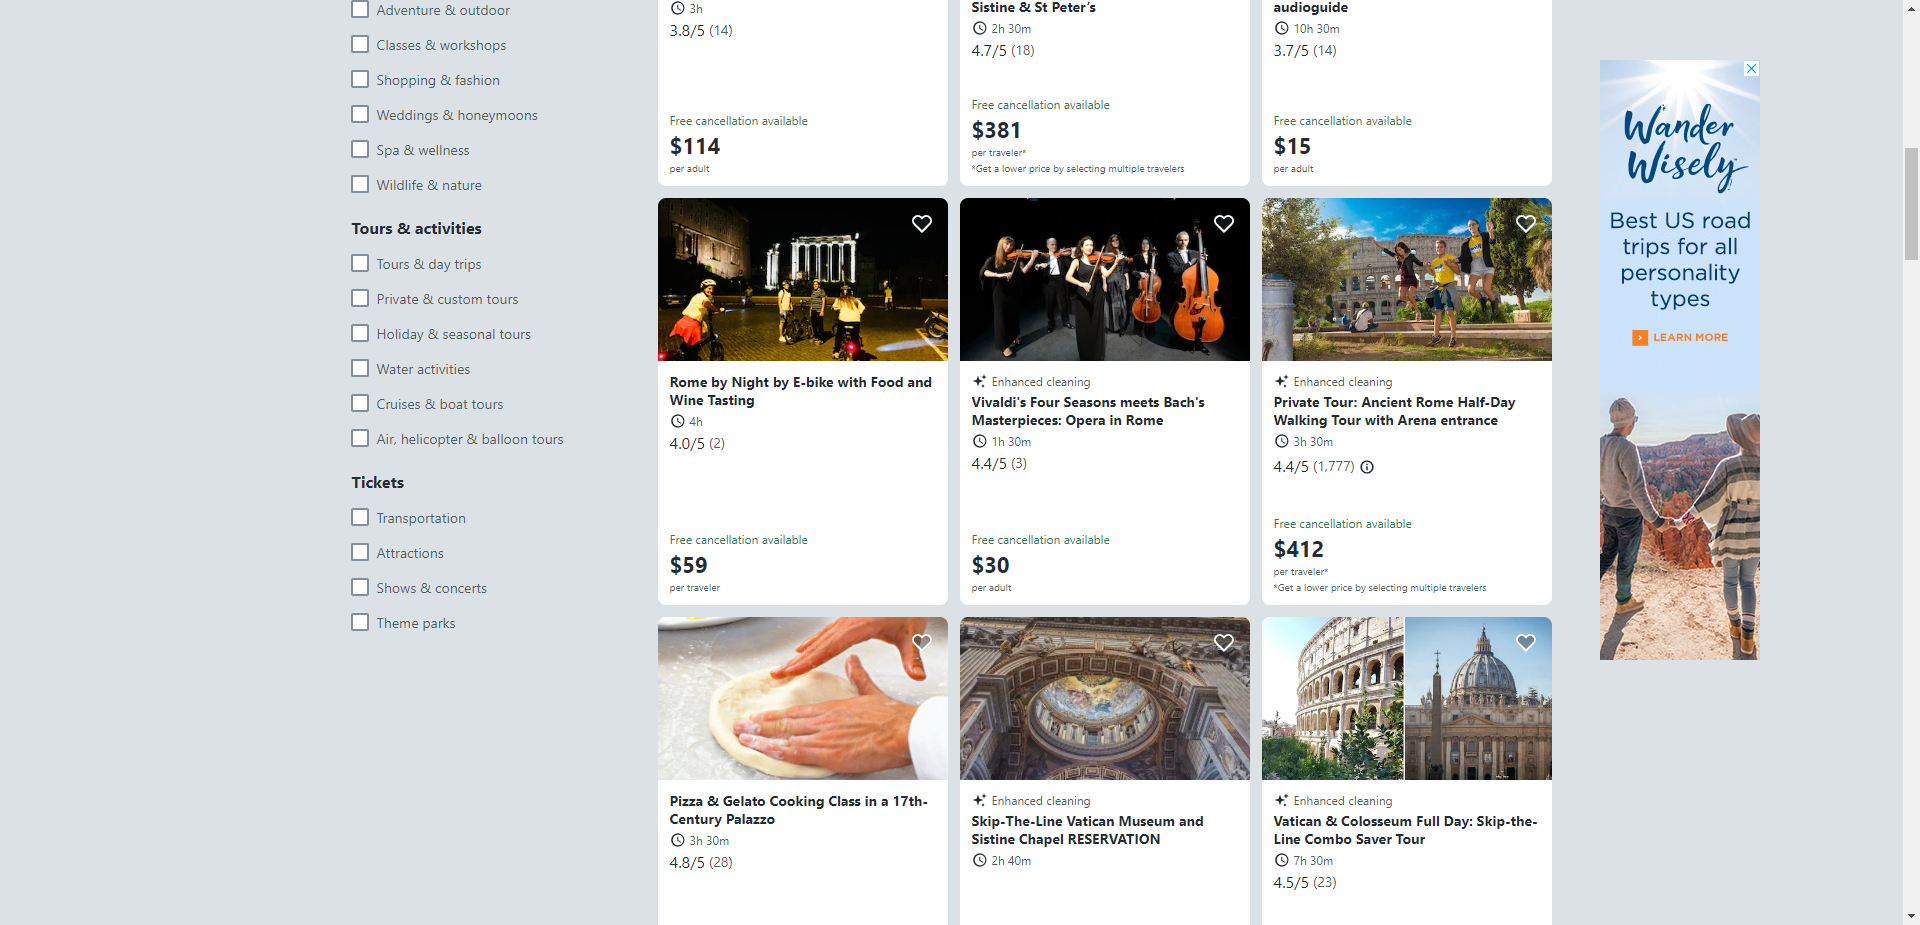 Adventure & outdoor
Classes & workshops
Shopping & fashion
Weddings & honeymoons
Spa & wellness
Wildlife & nature
Tours & activities
Tours & day trips
Private & custom tours
Holiday & seasonal tours
Water activities
Cruises & boat tours
Air, helicopter & balloon tours
Tickets
Transportation
Attractions
Shows & concerts
Theme parks
3h
3.8/5 (14)
Free cancellation available
$114
per adult
Sistine & St Peter's
2h 30m
4.7/5 (18)
Free cancellation available
$381
per traveler*
*Get a lower price by selecting multiple travelers
audioguide
10h 30m
3.7/5 (14)
Free cancellation available
$15
per adult
Rome by Night by E-bike with Food and
Wine Tasting
4h
4.0/5 (2)
Free cancellation available
$59
per traveler
Enhanced cleaning
Vivaldi's Four Seasons meets Bach's
Masterpieces: Opera in Rome
1h 30m
4.4/5 (3)
Free cancellation available
$30
per adult
Enhanced cleaning
Private Tour: Ancient Rome Half-Day
Walking Tour with Arena entrance
3h 30m
4.4/5 (1,777)
Free cancellation available
$412
per traveler*
*Get a lower price by selecting multiple travelers
Pizza & Gelato Cooking Class in a 17th-
Century Palazzo
3h 30m
4.8/5 (28)
Enhanced cleaning
Skip-The-Line Vatican Museum and
Sistine Chapel RESERVATION
2h 40m
Enhanced cleaning
Vatican & Colosseum Full Day: Skip-the-
Line Combo Saver Tour
7h 30m
4.5/5 (23)
Wander
Wisely™
Best US road
trips for all
personality
types
LEARN MORE